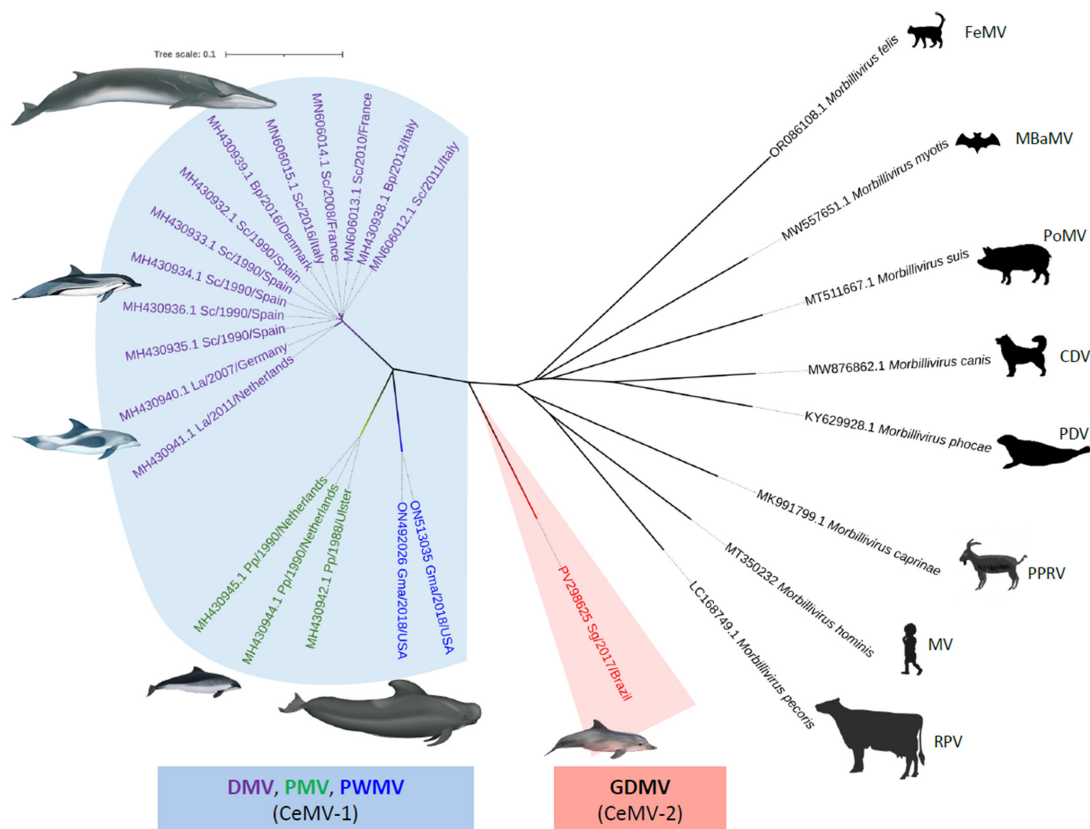 Tree scale: 0.1
MH430939.1 Bp/2016/Denmark
MN606015.1 Sc/2016/Italy
MN606014.1 Sc/2008/France
MN606013.1 Sc/2010/France
MH430938.1 Bp/2013/Italy
MN606012.1 Sc/2011/Italy
MH430932.1 Sc/1990/Spain
MH430933.1 Sc/1990/Spain
MH430934.1 Sc/1990/Spain
MH430936.1 Sc/1990/Spain
MH430935.1 Sc/1990/Spain
MH430940.1 La/2007/Germany
MH430941.1 La/2011/Netherlands
MH430945.1 Pp/1990/Netherlands
MH430944.1 Pp/1990/Netherlands
MH430942.1 Pp/1988/Ulster
ON492026 Gma/2018/USA
ON513035 Gma/2018/USA
PV298625 Sg/2017/Brazil
OR086108.1 Morbillivirus felis
FeMV
MW557651.1 Morbillivirus myotis
MBaMV
MT511667.1 Morbillivirus suis
PoMV
MW876862.1 Morbillivirus canis
CDV
KY629928.1 Morbillivirus phocae
PDV
MK991799.1 Morbillivirus caprinae
PPRV
MT350232 Morbillivirus hominis
MV
LC168749.1 Morbillivirus pecoris
RPV
DMV, PMV, PWMV
(CeMV-1)
GDMV
(CeMV-2)